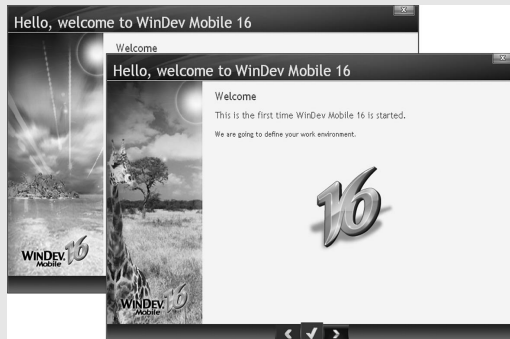 Hello, welcome to WinDev Mobile 16
Welcome
WINDEV. 16
Mobile
Hello, welcome to WinDev Mobile 16
Welcome
This is the first time WinDev Mobile 16 is started.
We are going to define your work environment.
16
WINDEV. 16
Mobile